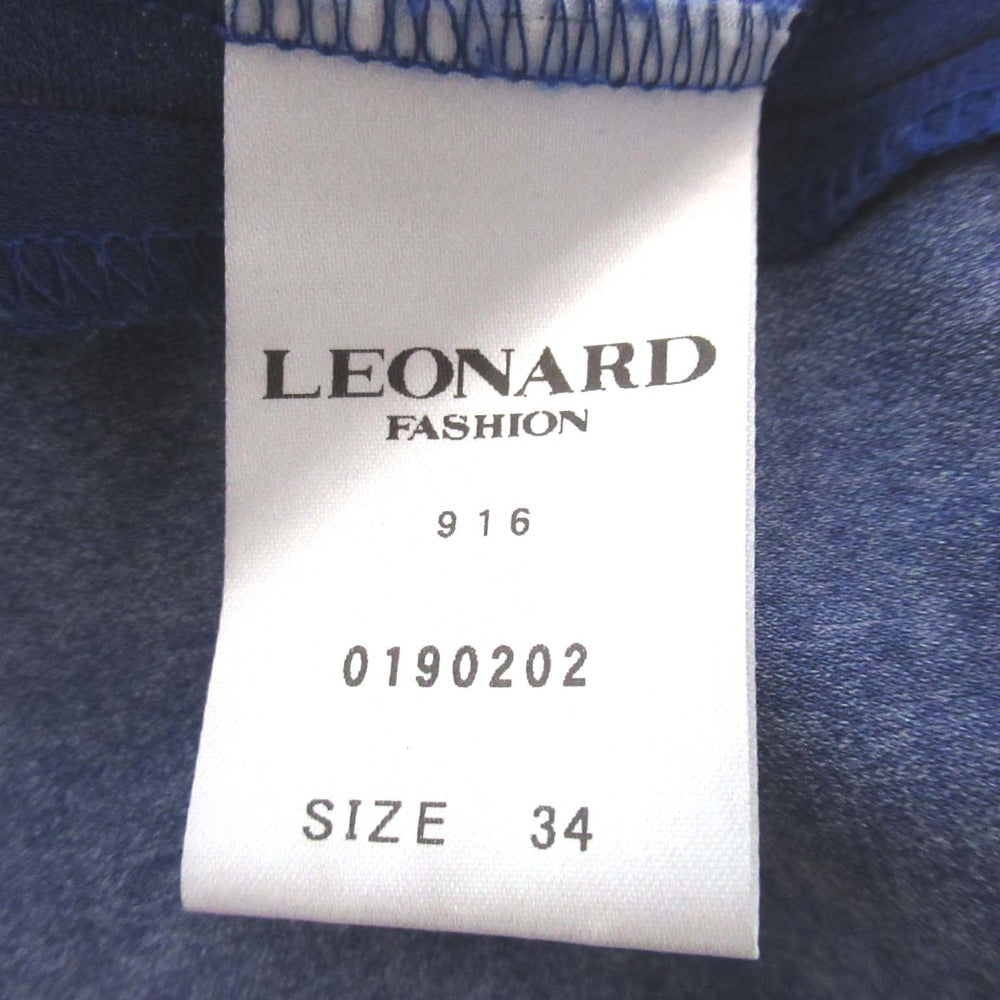 LEONARD
FASHION
916
0190202
SIZE 34